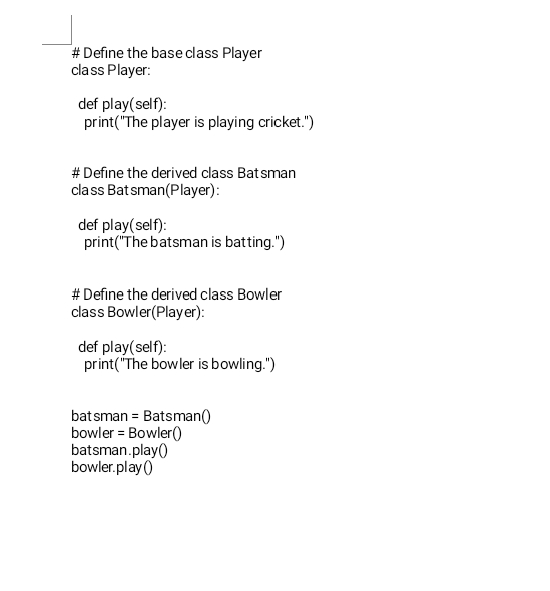 # Define the base class Player
class Player:
def play(self):
print("The player is playing cricket.")
# Define the derived class Batsman
class Batsman(Player):
def play(self):
print("The batsman is batting.")
# Define the derived class Bowler
class Bowler(Player):
def play(self):
print("The bowler is bowling.")
batsman = Batsman()
bowler = Bowler()
batsman.play()
bowler.play()